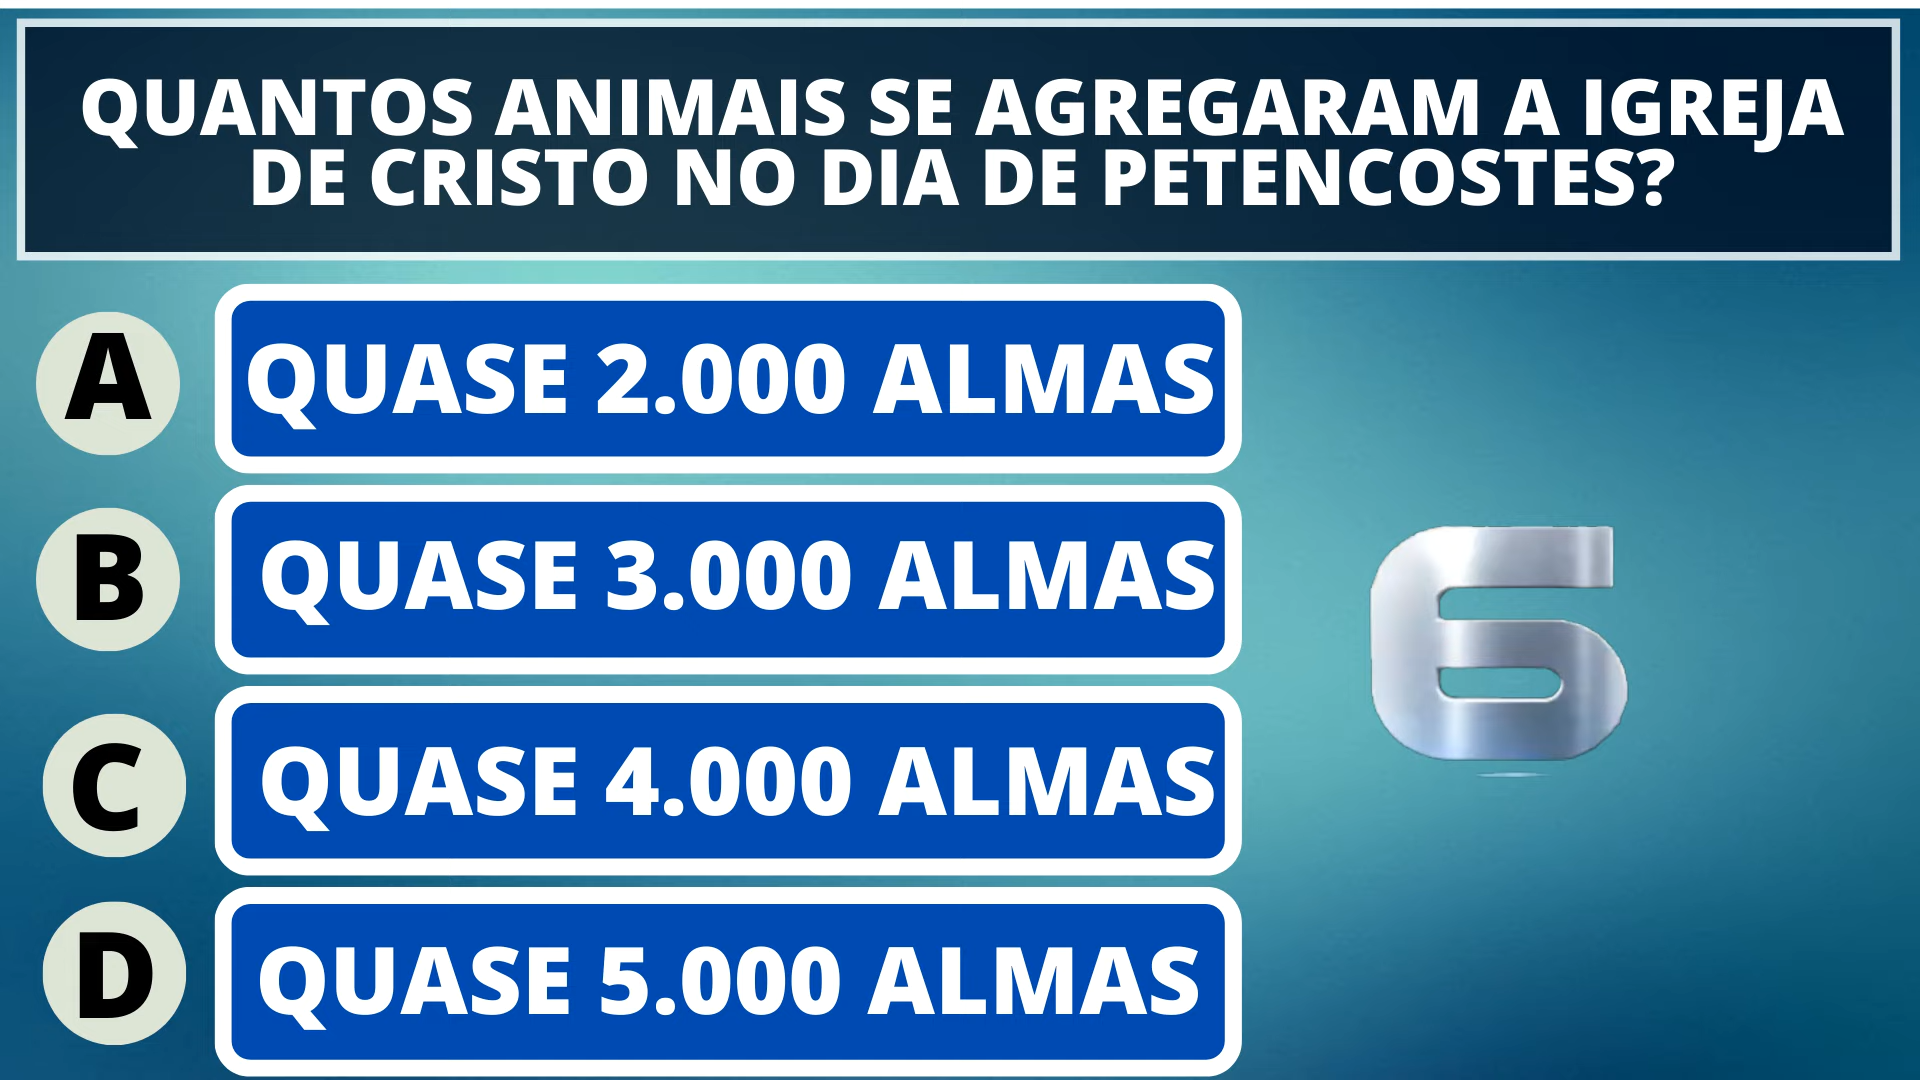 QUANTOS ANIMAIS SE AGREGARAM A IGREJA
DE CRISTO NO DIA DE PETENCOSTES?
A
QUASE 2.000 ALMAS
B
QUASE 3.000 ALMAS
6
C
QUASE 4.000 ALMAS
D
QUASE 5.000 ALMAS